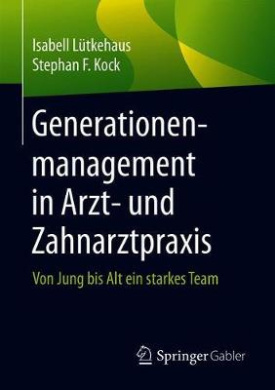 Isabell Lütkehaus
Stephan F. Kock
Generationen-
management
in Arzt- und
Zahnarztpraxis
Von Jung bis Alt ein starkes Team
Springer Gabler